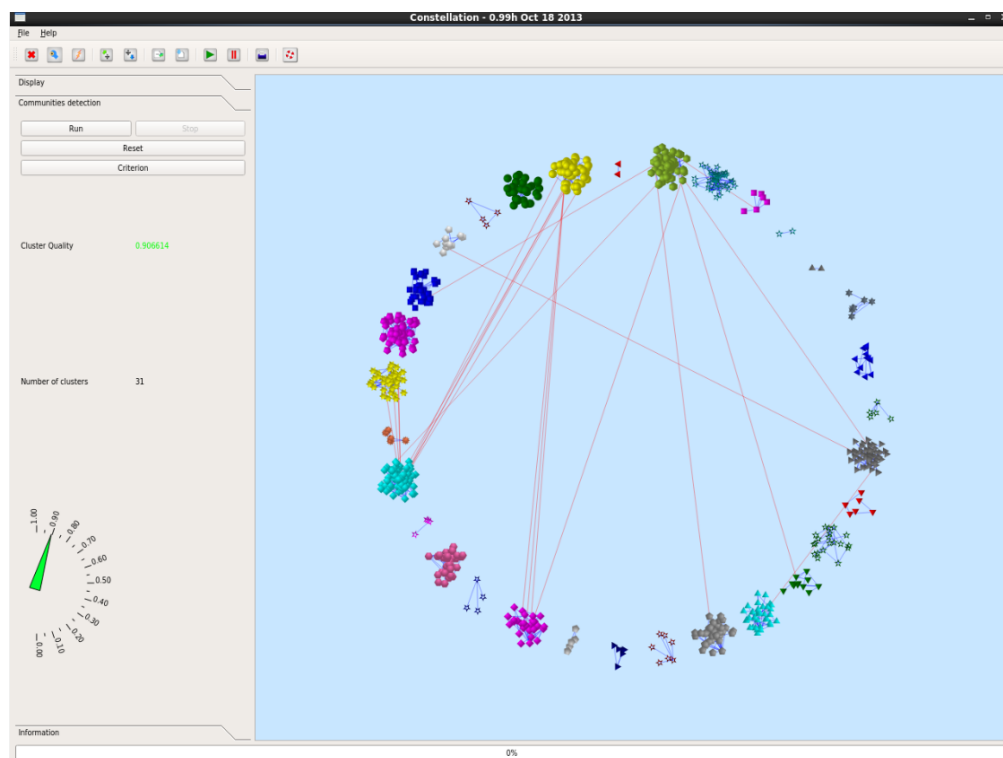 Constellation - 0.99h Oct 18 2013
File Help
Display
Communities detection
Run Stop
Reset
Criterion
Cluster Quality 0.906614
Number of clusters 31
1.00
0.90
0.80
0.70
0.60
0.50
0.40
0.30
0.20
0.10
0.00
Information
0%